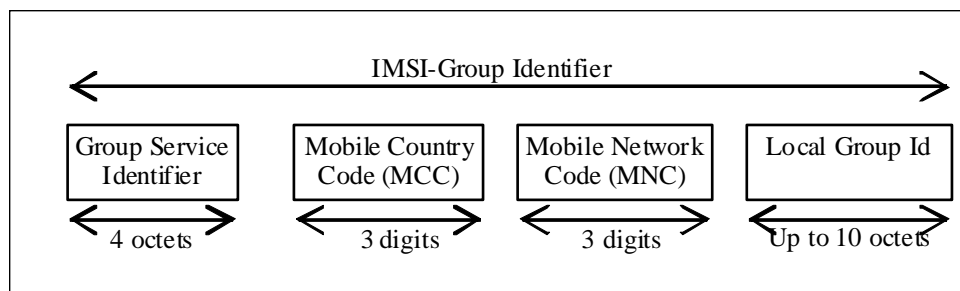 IMSI-Group Identifier
Group Service
Identifier
Mobile Country
Code (MCC)
Mobile Network
Code (MNC)
Local Group Id
4 octets
3 digits
3 digits
Up to 10 octets